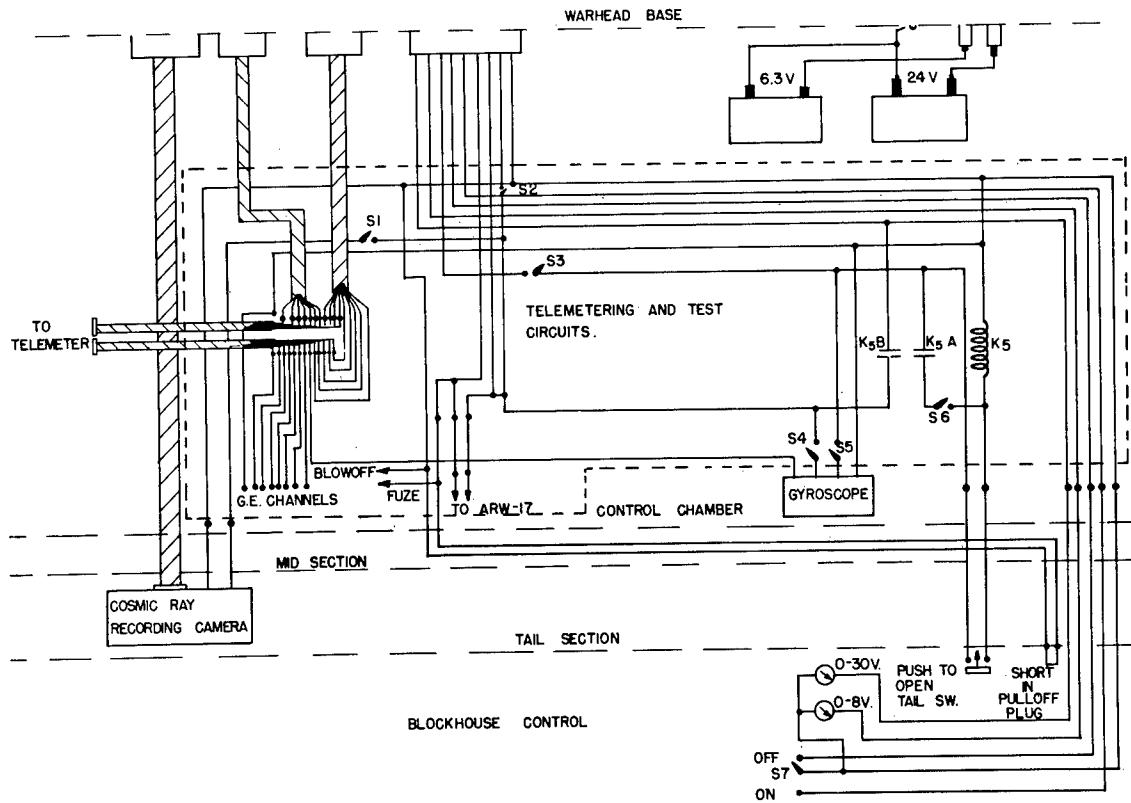 WARHEAD BASE
6.3 V
24V
S2
S1
S3
TELEMETERING AND TEST
CIRCUITS.
TO
TELEMETER
K5B
K5A
K5
S6
S4
S5
BLOWOFF
FUZE
G.E. CHANNELS
TO ARW-17
CONTROL CHAMBER
GYROSCOPE
MID SECTION
COSMIC RAY
RECORDING CAMERA
TAIL SECTION
0-30V.
0-8V.
PUSH TO
OPEN
TAIL SW.
SHORT
IN
PULLOFF
PLUG
BLOCKHOUSE CONTROL
OFF
S7
ON